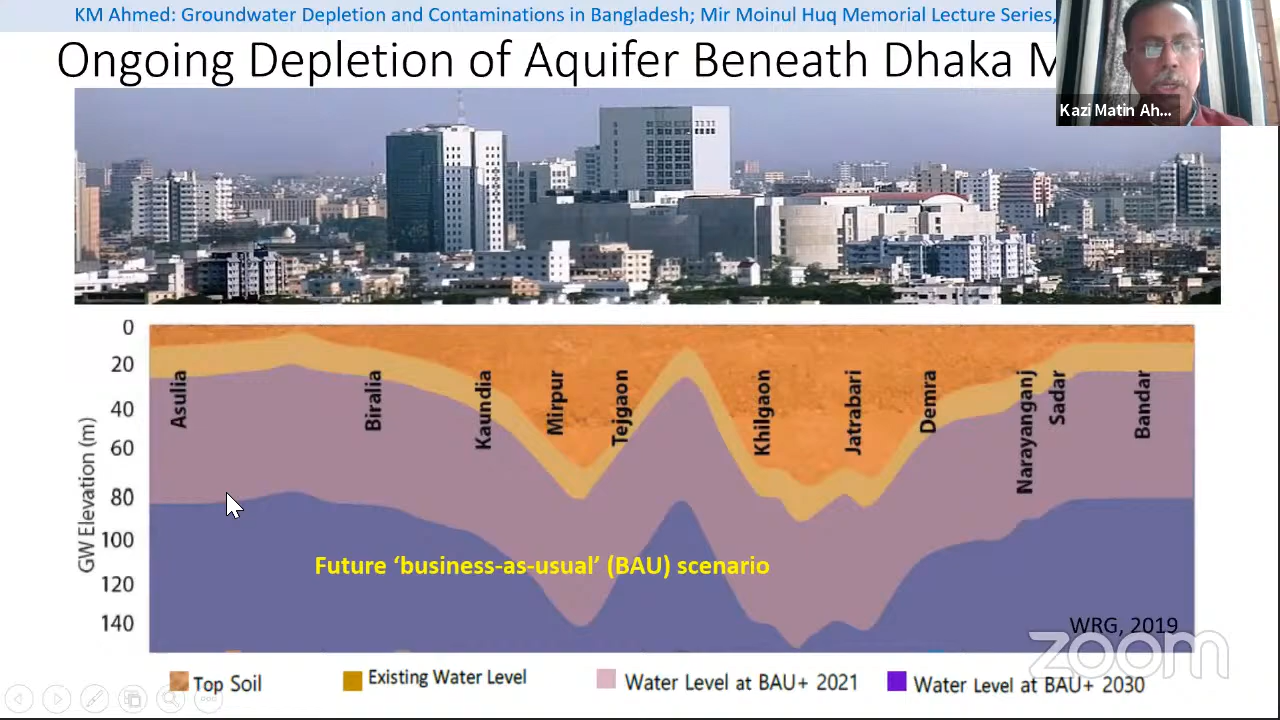 KM Ahmed: Groundwater Depletion and Contaminations in Bangladesh; Mir Moinul Huq Memorial Lecture Series,
Ongoing Depletion of Aquifer Beneath Dhaka M
Kazi Matin Ah...
0
20
40
60
80
100
120
140
GW Elevation (m)
Asulia
Biralia
Kaundia
Mirpur
Tejgaon
Khilgaon
Jatrabari
Demra
Narayanganj
Sadar
Bandar
Future ‘business-as-usual’ (BAU) scenario
WRG, 2019
zoom
Top Soil
Existing Water Level
Water Level at BAU+ 2021
Water Level at BAU+ 2030